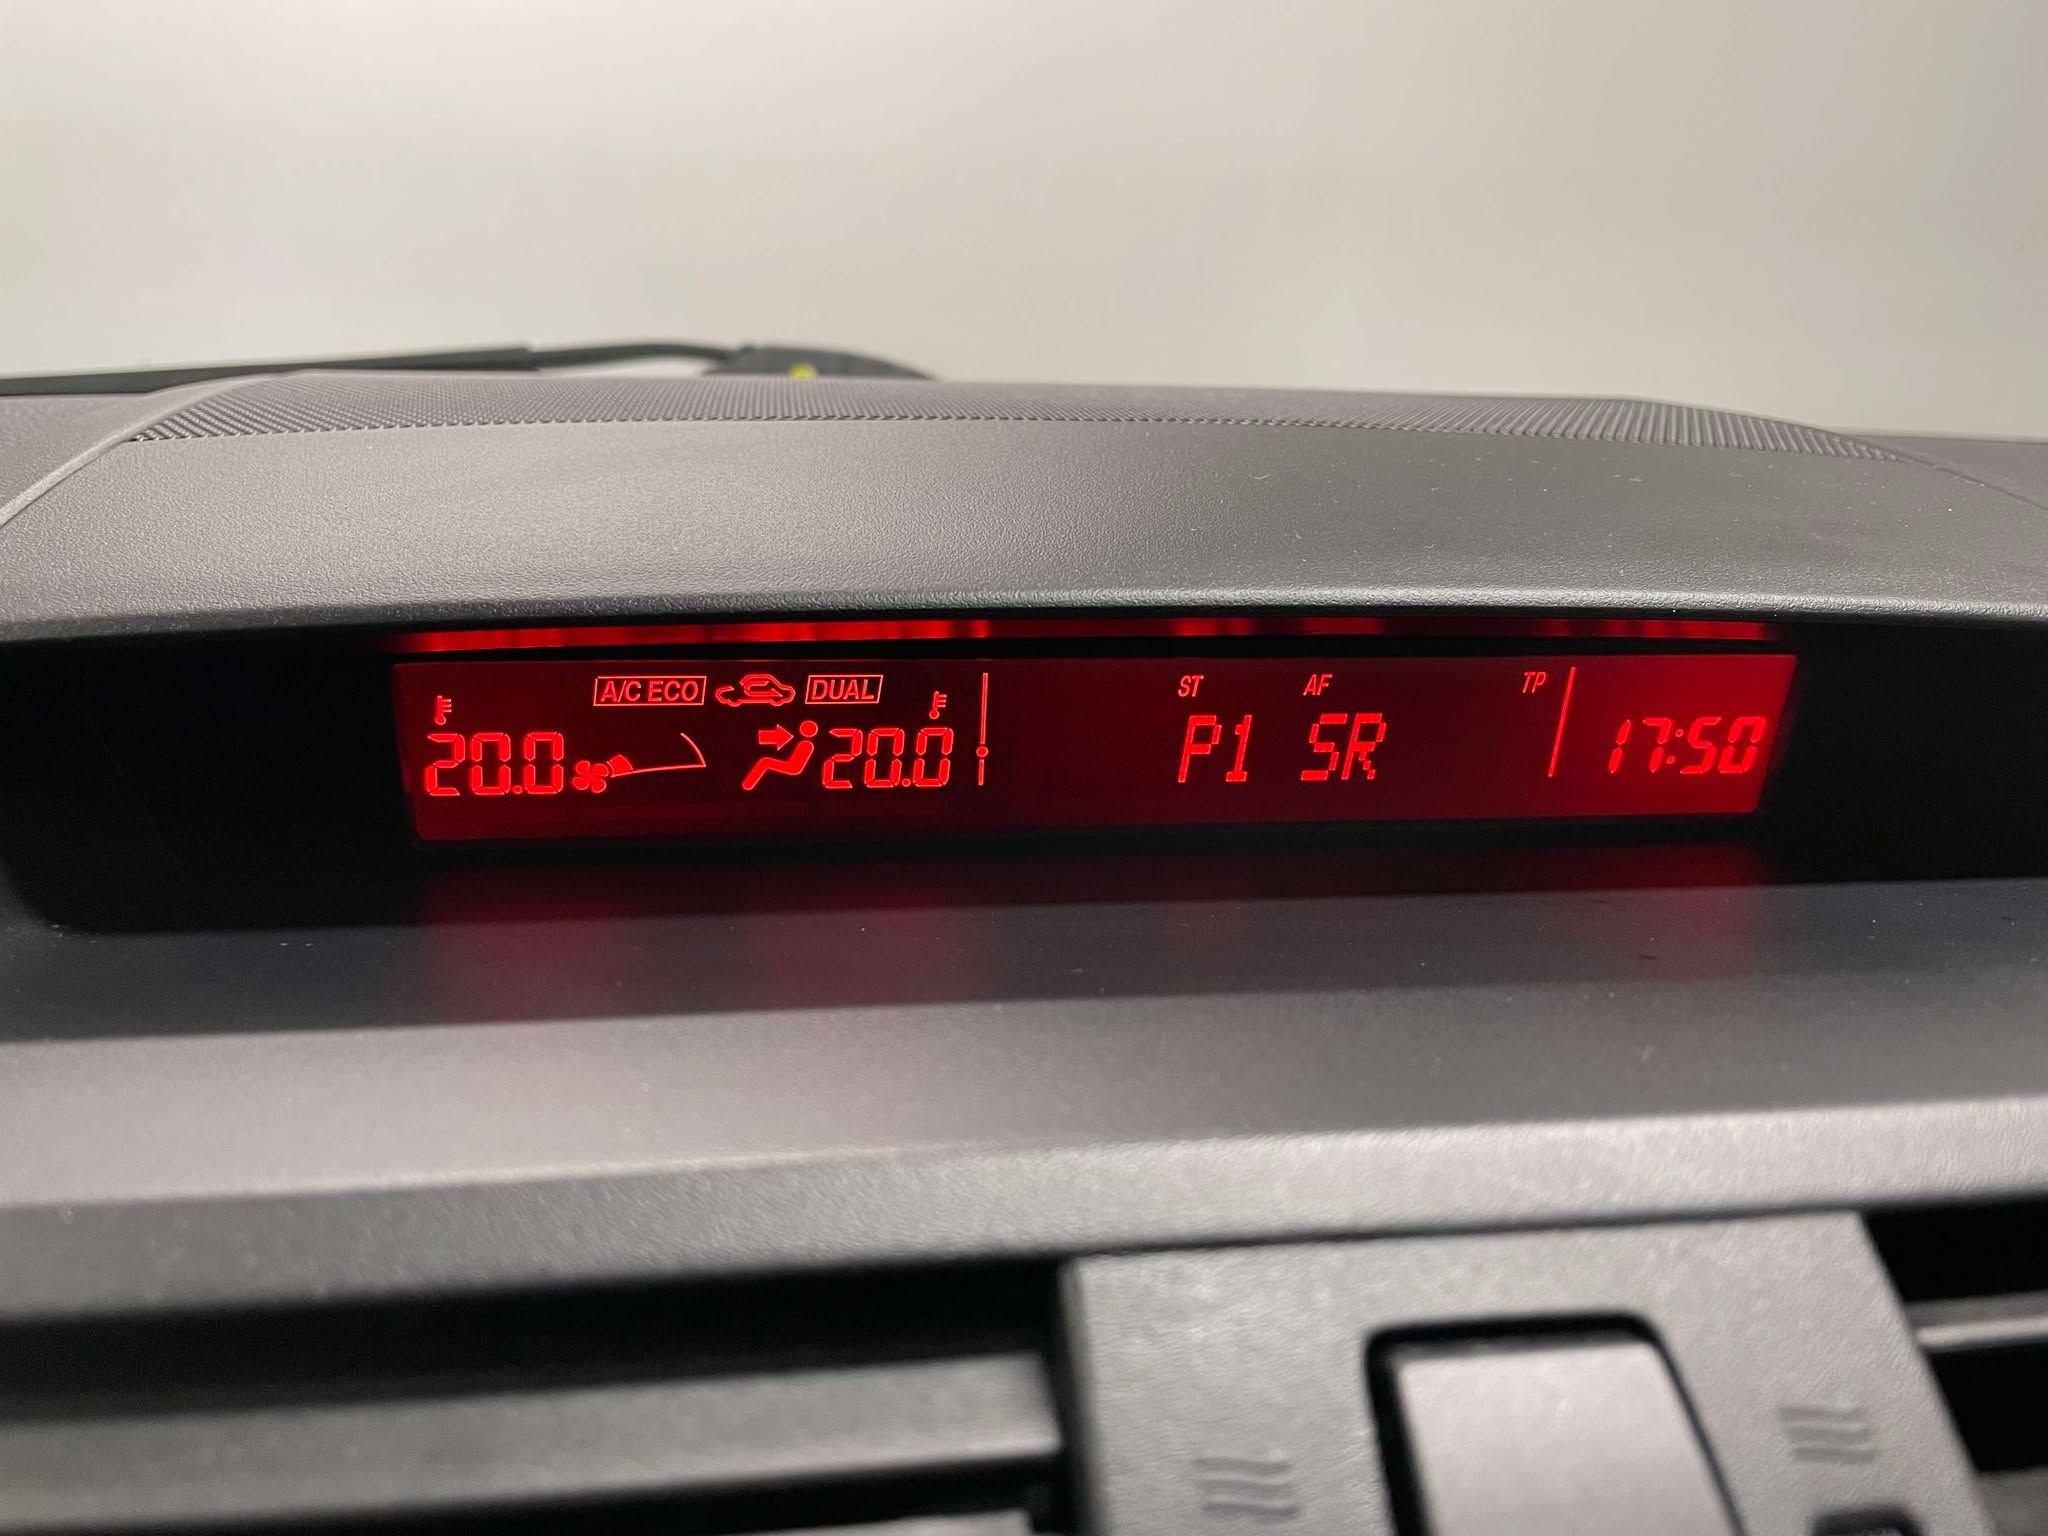 A/C ECO DUAL ST AF TP
20.0 20.0 P1 SR 17:50